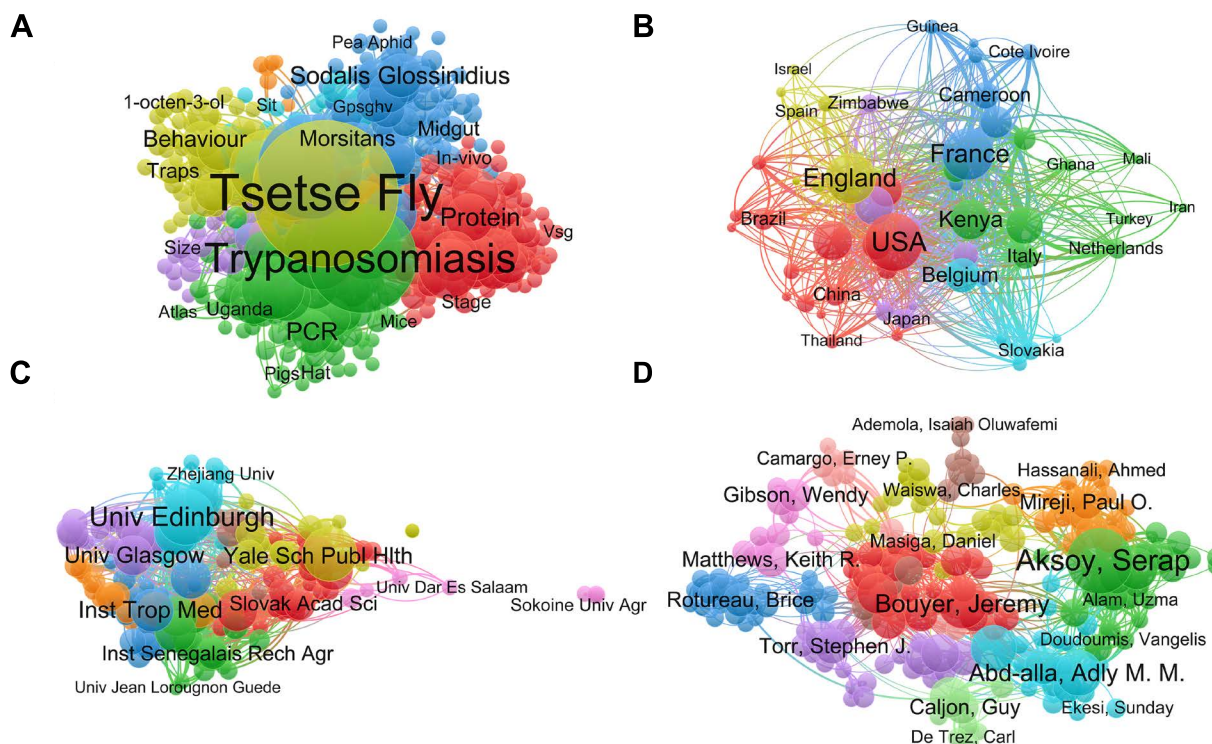 A
Pea Aphid
Sodalis Glossinidius
1-octen-3-ol
Sit
Gpsghv
Behaviour
Morsitans
Midgut
Traps
In-vivo
Tsetse Fly
Protein
Vsg
Size
Trypanosomiasis
Stage
Atlas
Uganda
Mice
PCR
Pigs
Hat
B
Guinea
Cote Ivoire
Israel
Cameroon
Zimbabwe
Spain
France
Ghana
Mali
England
Iran
Brazil
Kenya
Turkey
USA
Netherlands
Italy
Belgium
China
Japan
Thailand
Slovakia
C
Zhejiang Univ
Univ Edinburgh
Univ Glasgow
Yale Sch Publ Hlth
Univ Dar Es Salaam
Inst Trop Med
Slovak Acad Sci
Sokoine Univ Agr
Inst Senegalais Rech Agr
Univ Jean Lorougnon Guede
D
Ademola, Isaiah Oluwafemi
Camargo, Erney P.
Hassanali, Ahmed
Gibson, Wendy
Waiswa, Charles
Mireji, Paul O.
Masiga, Daniel
Matthews, Keith R.
Aksoy, Serap
Rotureau, Brice
Bouyer, Jeremy
Alam, Uzma
Torr, Stephen J.
Doudoumis, Vangelis
Abd-alla, Adly M. M.
Caljon, Guy
Ekesi, Sunday
De Trez, Carl